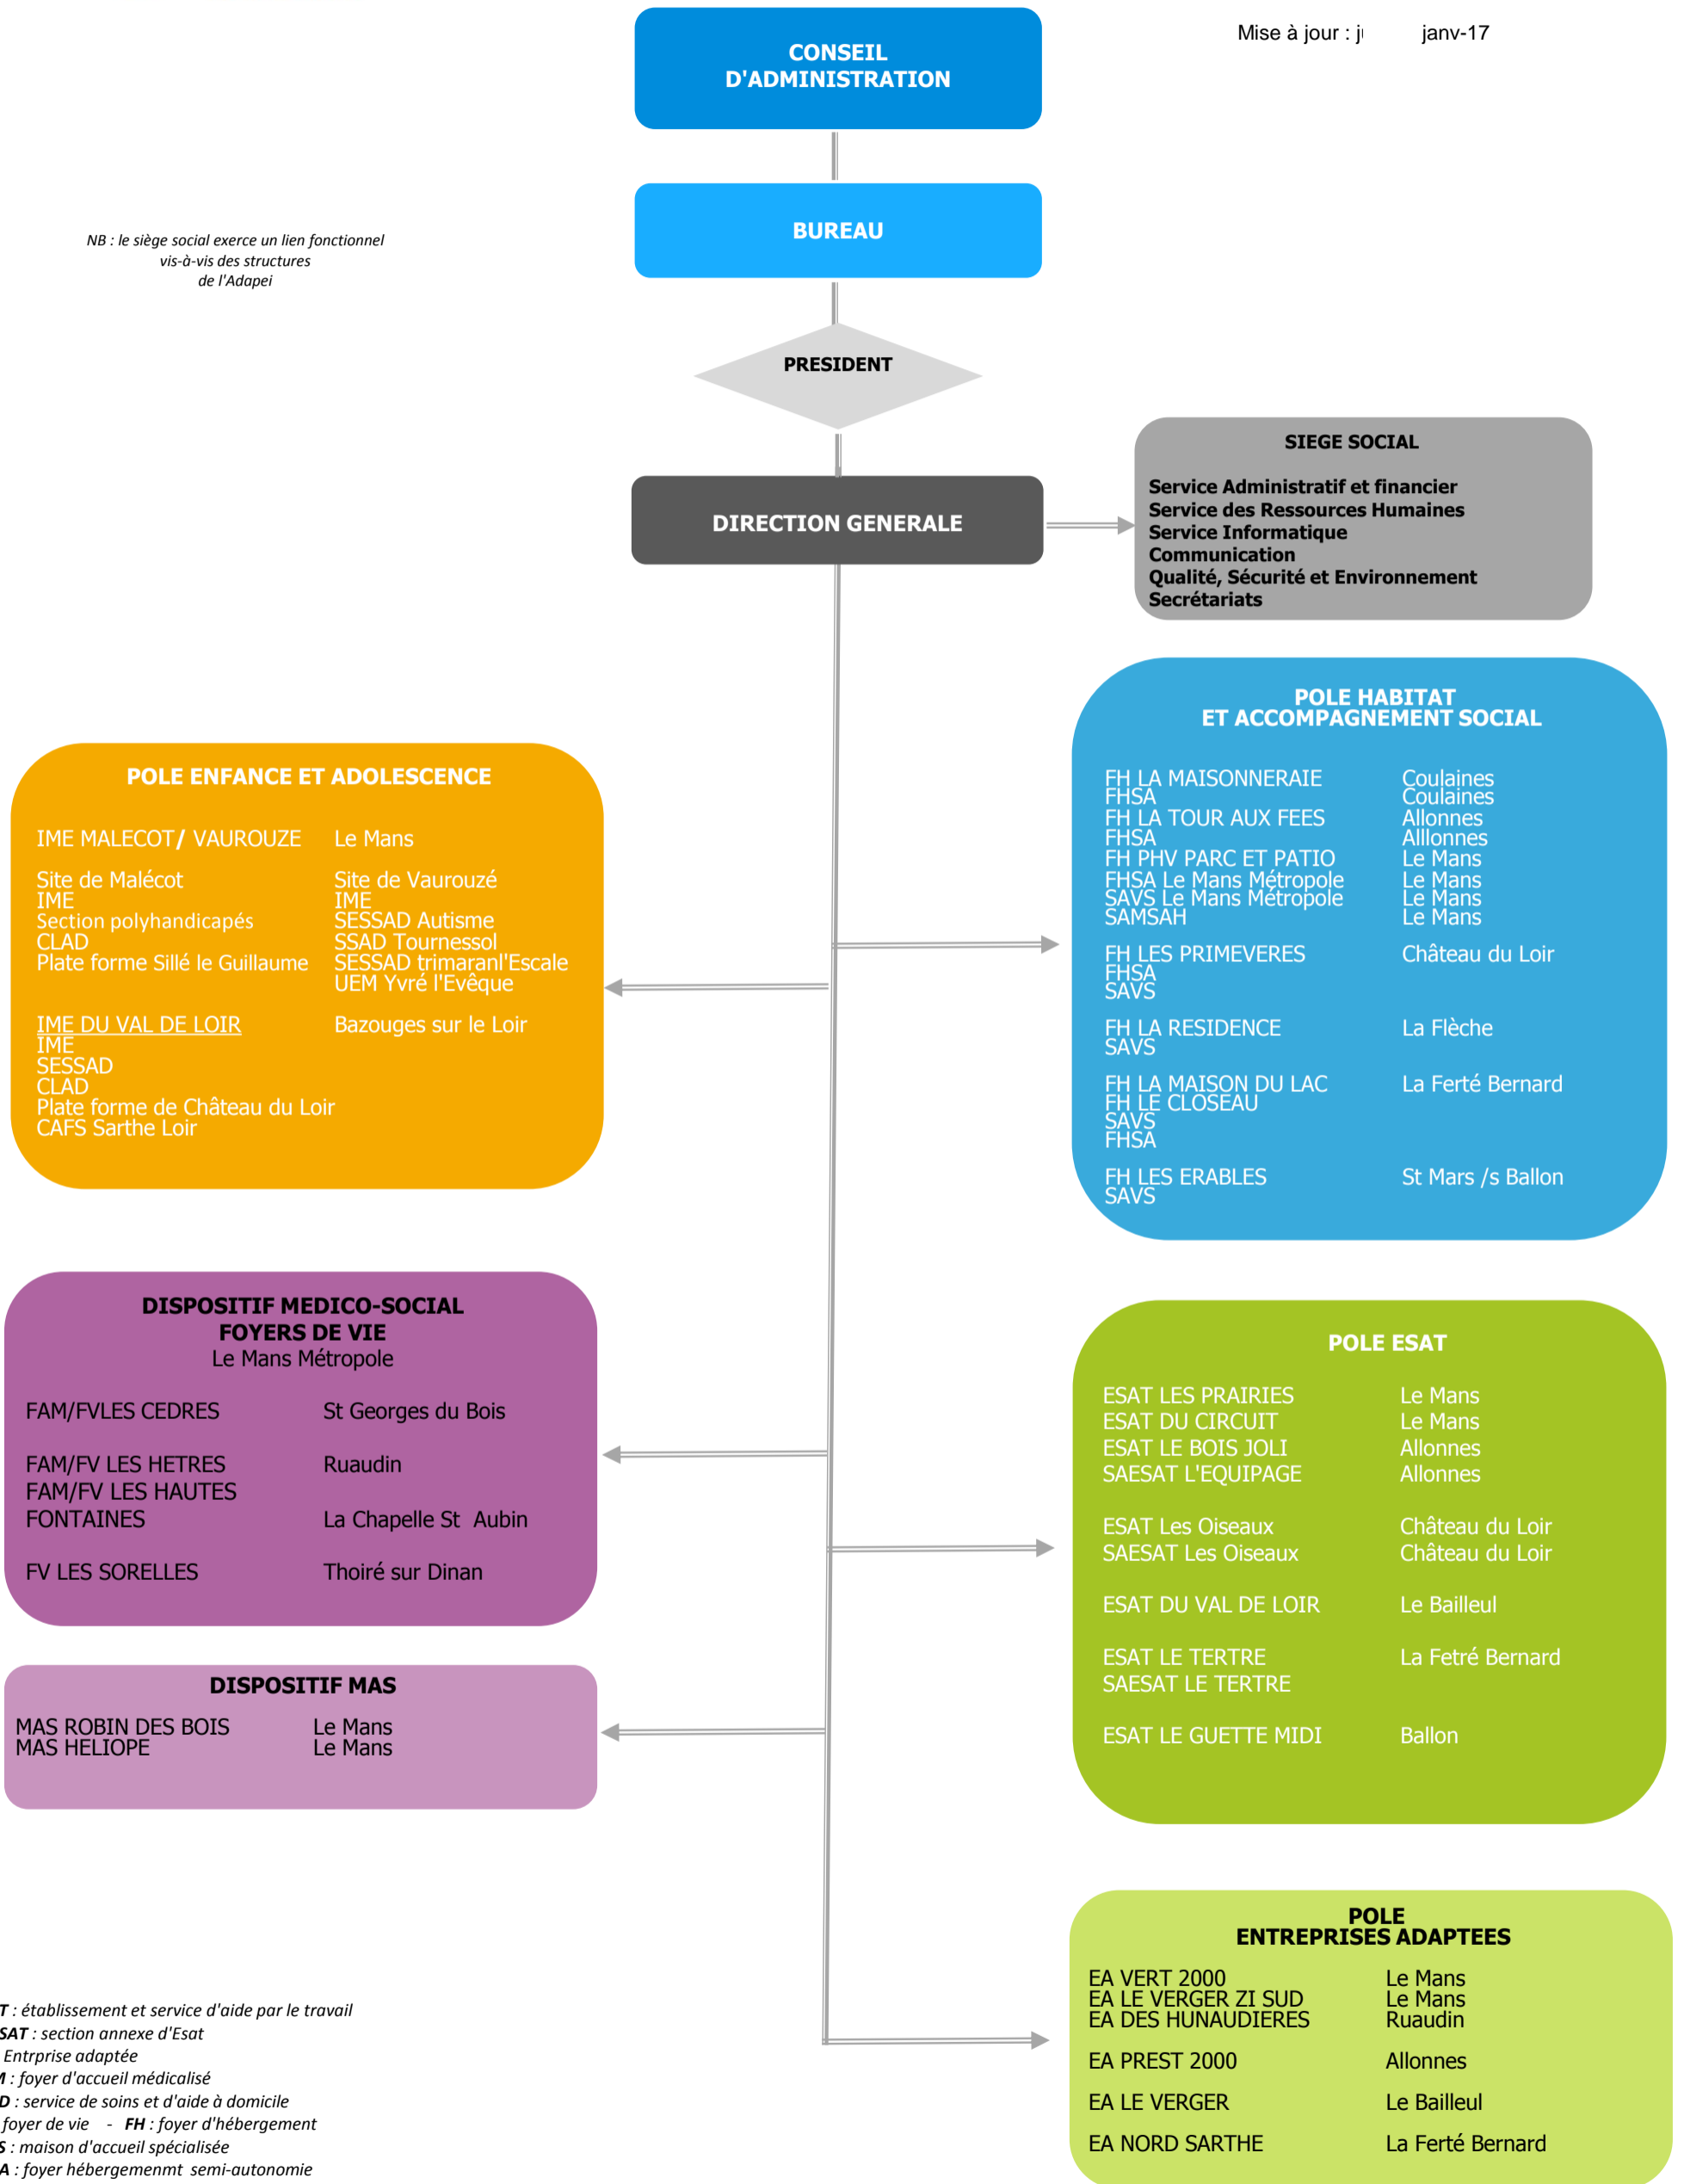 Mise à jour : janv-17
CONSEIL
D'ADMINISTRATION
BUREAU
NB : le siège social exerce un lien fonctionnel
vis-à-vis des structures
de l'Adapei
PRESIDENT
DIRECTION GENERALE
SIEGE SOCIAL
Service Administratif et financier
Service des Ressources Humaines
Service Informatique
Communication
Qualité, Sécurité et Environnement
Secrétariats
POLE HABITAT
ET ACCOMPAGNEMENT SOCIAL
FH LA MAISONNERAIE Coulaines
FHSA Coulaines
FH LA TOUR AUX FEES Allonnes
FHSA Alllonnes
FH PHV PARC ET PATIO Le Mans
FHSA Le Mans Métropole Le Mans
SAVS Le Mans Métropole Le Mans
SAMSAH Le Mans
FH LES PRIMEVERES Château du Loir
FHSA
SAVS
FH LA RESIDENCE La Flèche
SAVS
FH LA MAISON DU LAC La Ferté Bernard
FH LE CLOSEAU
SAVS
FHSA
FH LES ERABLES St Mars /s Ballon
SAVS
POLE ENFANCE ET ADOLESCENCE
IME MALECOT/ VAUROUZE Le Mans
Site de Malécot Site de Vaurouzé
IME IME
Section polyhandicapés SESSAD Autisme
CLAD SSAD Tournessol
Plate forme Sillé le Guillaume SESSAD trimaranl'Escale
UEM Yvré l'Evêque
IME DU VAL DE LOIR Bazouges sur le Loir
IME
SESSAD
CLAD
Plate forme de Château du Loir
CAFS Sarthe Loir
DISPOSITIF MEDICO-SOCIAL
FOYERS DE VIE
Le Mans Métropole
FAM/FVLES CEDRES St Georges du Bois
FAM/FV LES HETRES Ruaudin
FAM/FV LES HAUTES
FONTAINES La Chapelle St Aubin
FV LES SORELLES Thoiré sur Dinan
POLE ESAT
ESAT LES PRAIRIES Le Mans
ESAT DU CIRCUIT Le Mans
ESAT LE BOIS JOLI Allonnes
SAESAT L'EQUIPAGE Allonnes
ESAT Les Oiseaux Château du Loir
SAESAT Les Oiseaux Château du Loir
ESAT DU VAL DE LOIR Le Bailleul
ESAT LE TERTRE La Fetré Bernard
SAESAT LE TERTRE
ESAT LE GUETTE MIDI Ballon
DISPOSITIF MAS
MAS ROBIN DES BOIS Le Mans
MAS HELIOPE Le Mans
POLE
ENTREPRISES ADAPTEES
EA VERT 2000 Le Mans
EA LE VERGER ZI SUD Le Mans
EA DES HUNAUDIERES Ruaudin
EA PREST 2000 Allonnes
EA LE VERGER Le Bailleul
EA NORD SARTHE La Ferté Bernard
T : établissement et service d'aide par le travail
SAT : section annexe d'Esat
Entrprise adaptée
: foyer d'accueil médicalisé
D : service de soins et d'aide à domicile
foyer de vie - FH : foyer d'hébergement
S : maison d'accueil spécialisée
A : foyer hébergemenmt semi-autonomie